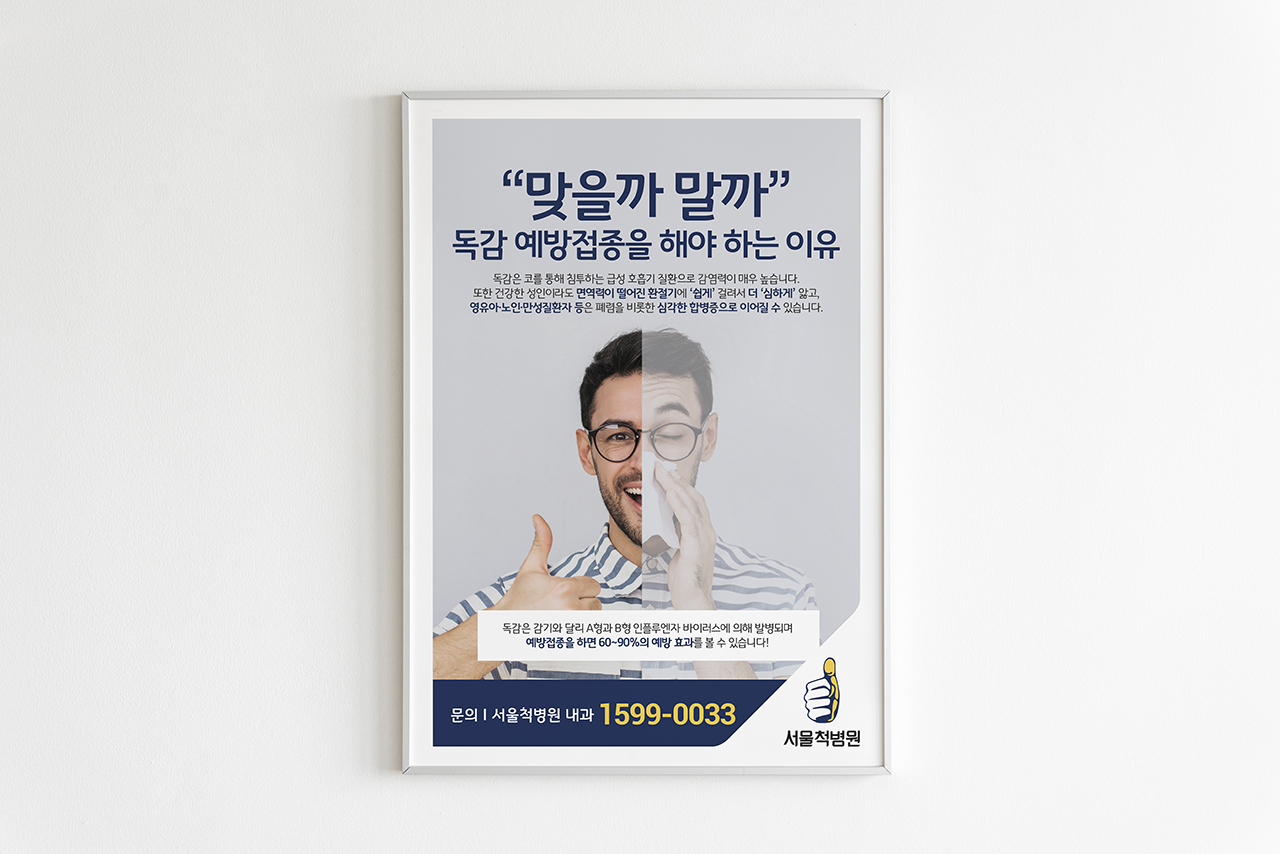 “맞을까 말까”
독감 예방접종을 해야 하는 이유
독감은 코를 통해 침투하는 급성 호흡기 질환으로 감염력이 매우 높습니다.
또한 건강한 성인이라도 면역력이 떨어진 환절기에 ‘쉽게’ 걸려서 더 ‘심하게’ 앓고,
영유아·노인·만성질환자 등은 폐렴을 비롯한 심각한 합병증으로 이어질 수 있습니다.
독감은 감기와 달리 A형과 B형 인플루엔자 바이러스에 의해 발병되며
예방접종을 하면 60~90%의 예방 효과를 볼 수 있습니다!
문의 I 서울척병원 내과 1599-0033
서울척병원